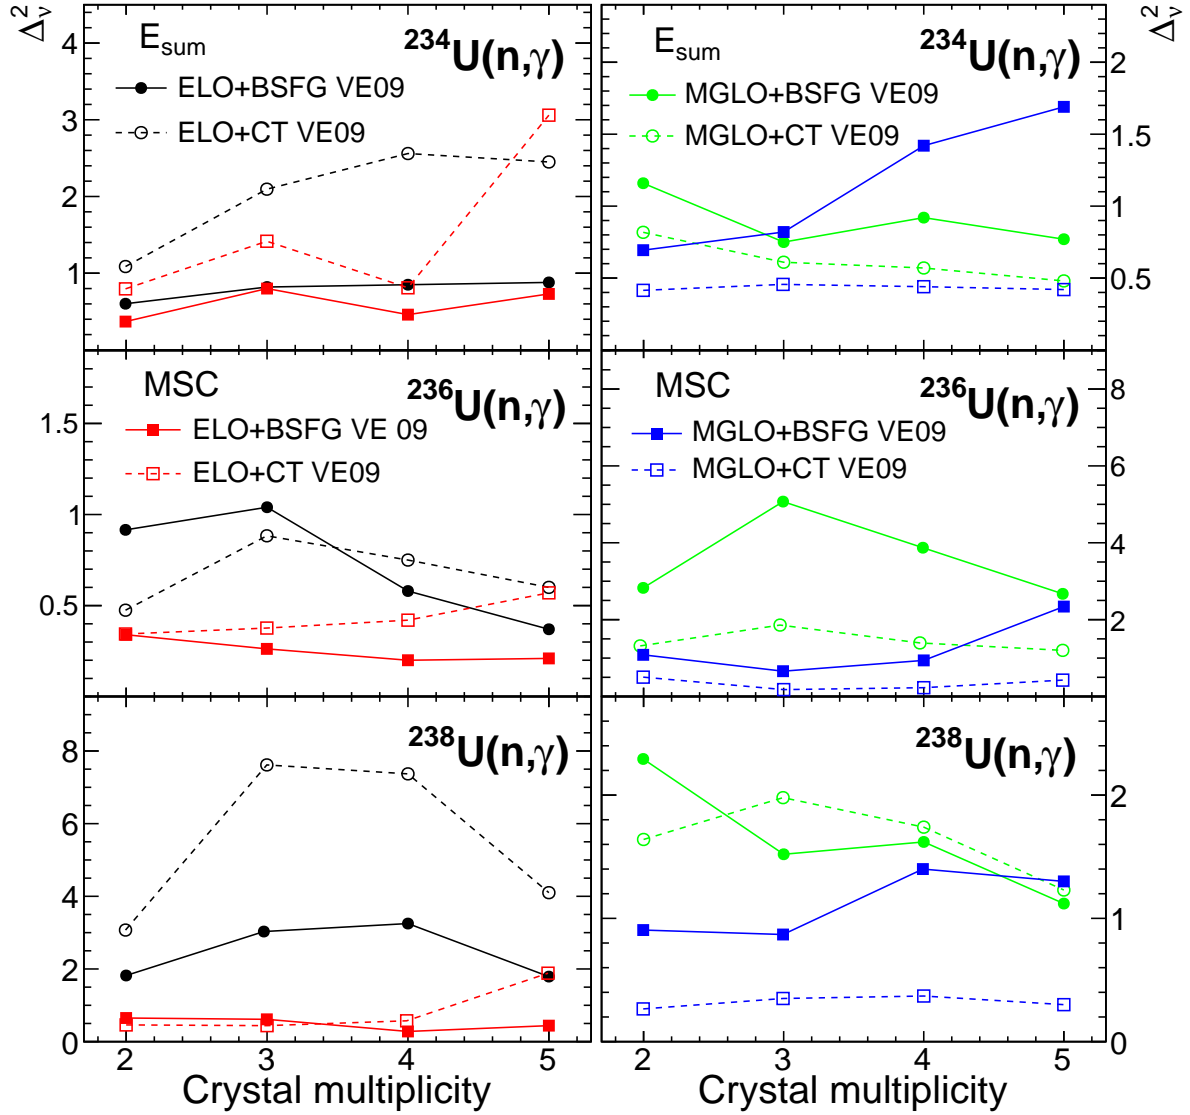 Δ²ᵥ
E_sum
²³⁴U(n,γ)
ELO+BSFG VE09
ELO+CT VE09
4
3
2
1
MSC
²³⁶U(n,γ)
ELO+BSFG VE 09
ELO+CT VE09
1.5
1
0.5
²³⁸U(n,γ)
8
6
4
2
0
2 3 4 5
Crystal multiplicity
Δ²ᵥ
E_sum
²³⁴U(n,γ)
MGLO+BSFG VE09
MGLO+CT VE09
2
1.5
1
0.5
MSC
²³⁶U(n,γ)
MGLO+BSFG VE09
MGLO+CT VE09
8
6
4
2
²³⁸U(n,γ)
2
1
0
2 3 4 5
Crystal multiplicity